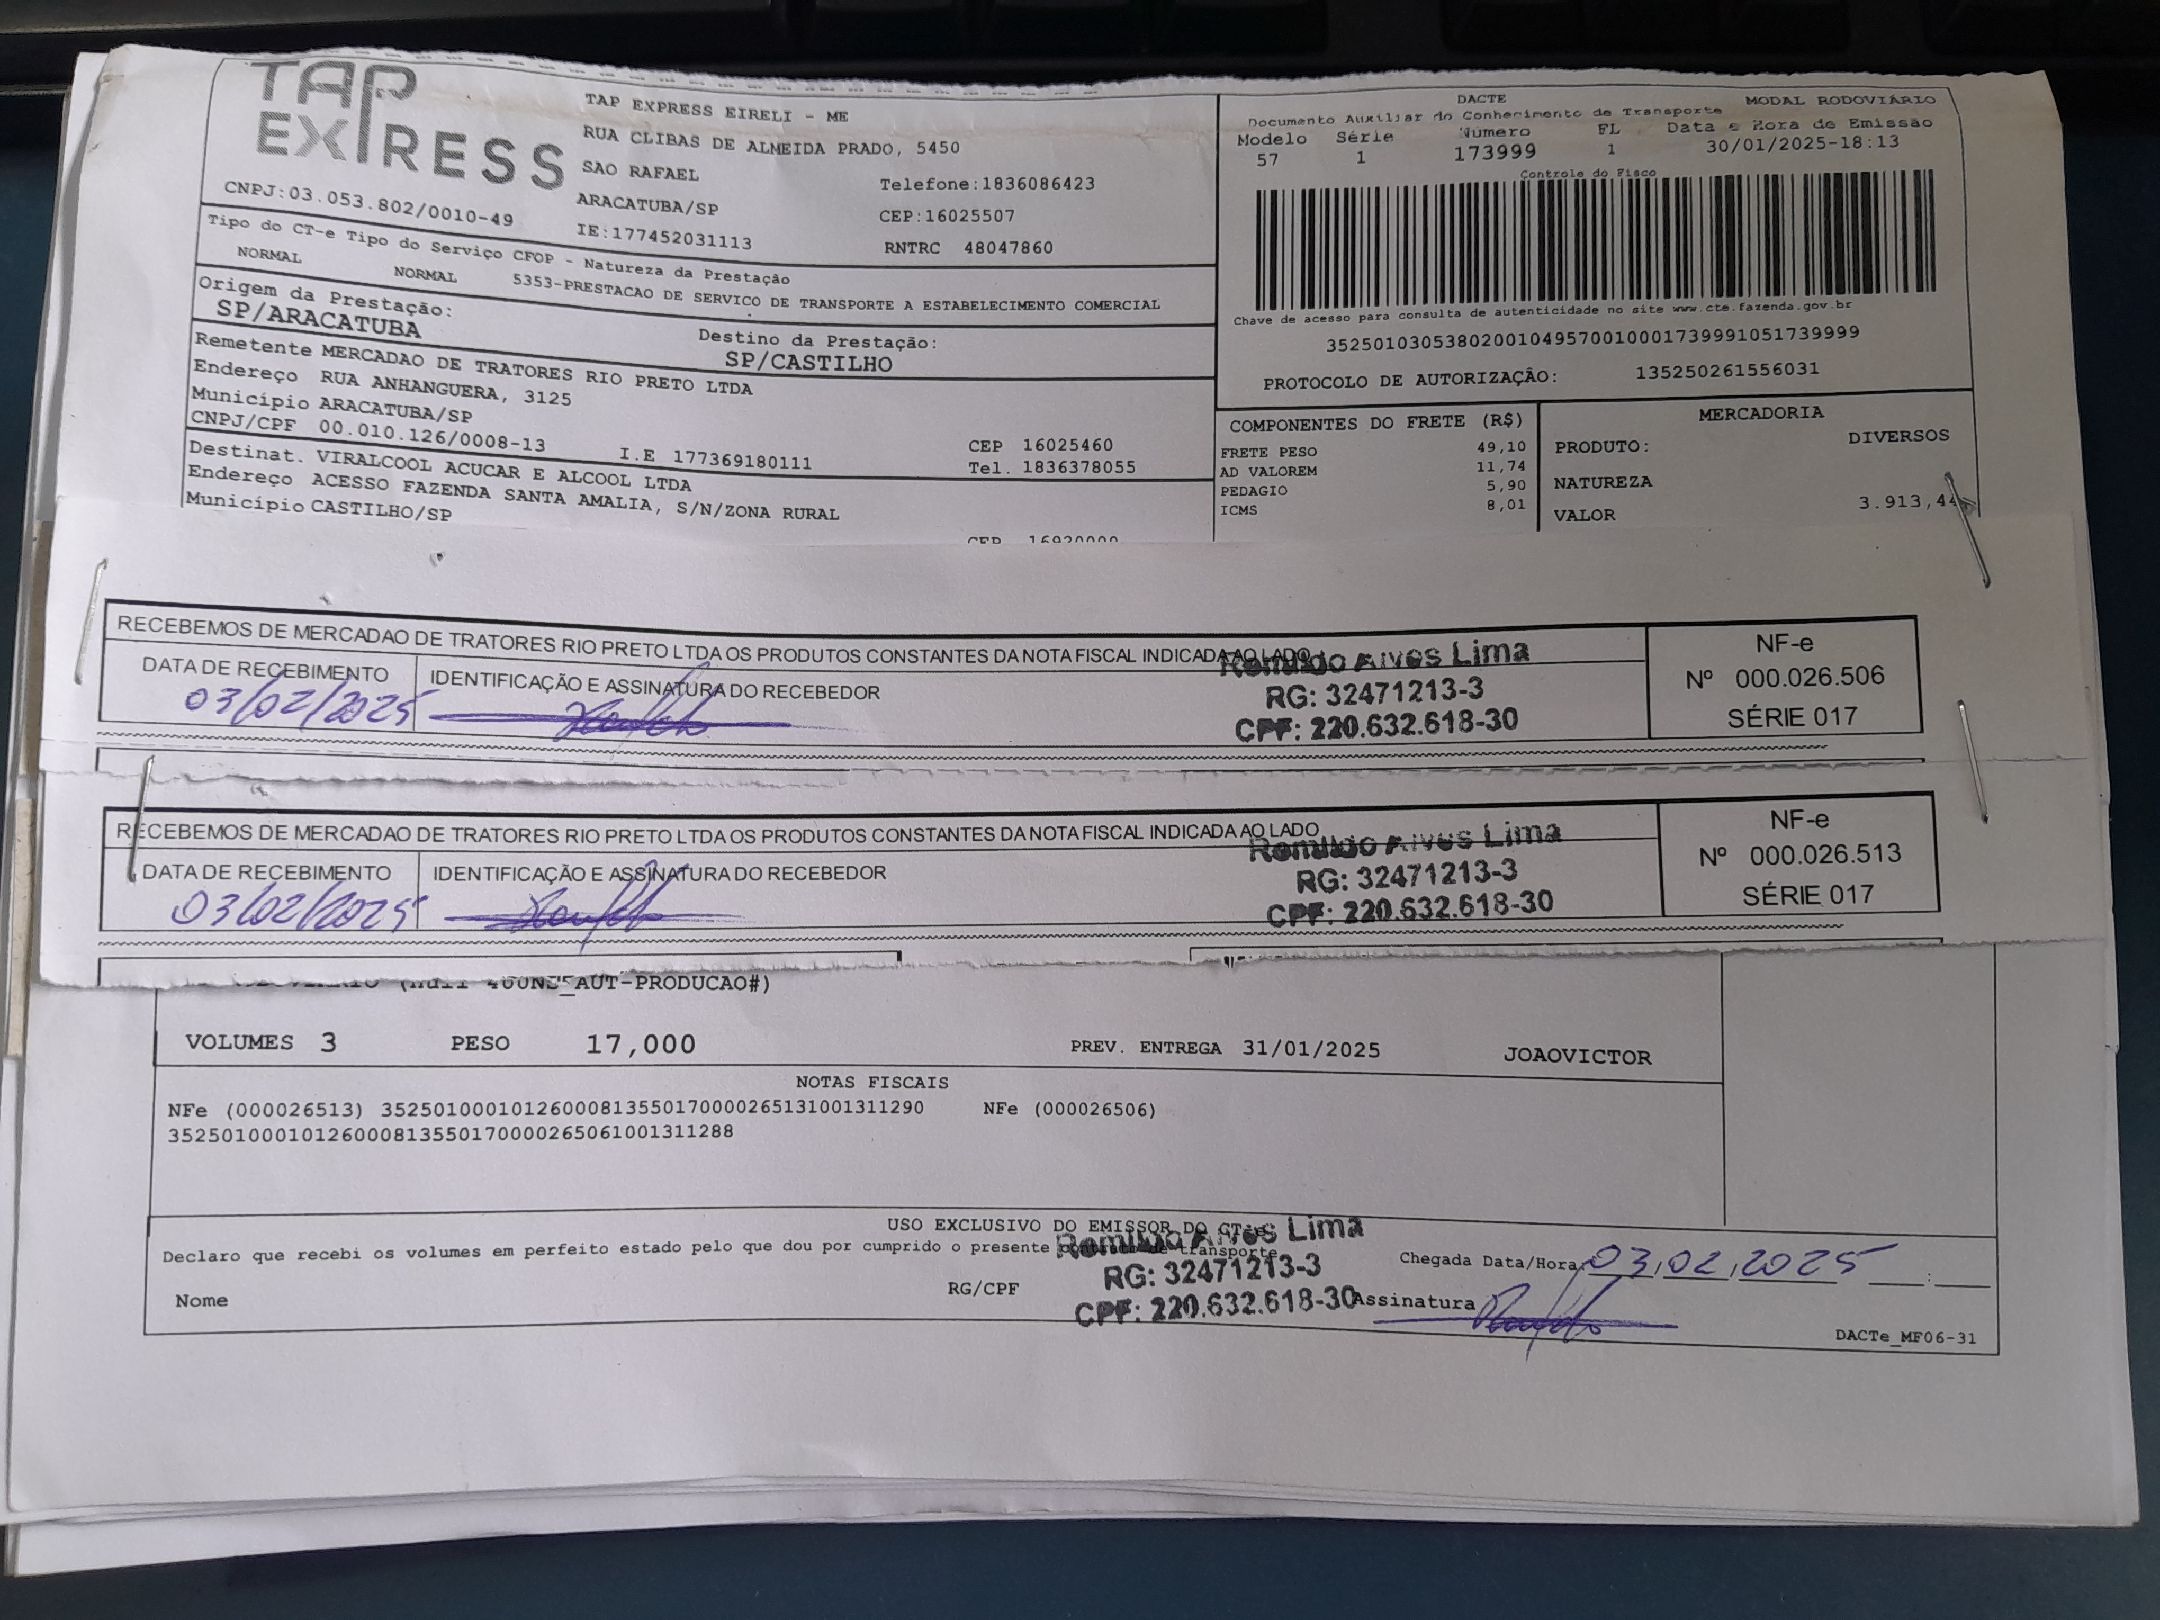 TAP
EXPRESS
TAP EXPRESS EIRELI - ME
RUA CLIBAS DE ALMEIDA PRADO, 5450
SAO RAFAEL
Telefone:1836086423
ARACATUBA/SP
CEP:16025507
CNPJ:03.053.802/0010-49
IE:177452031113
RNTRC 48047860
DACTE
MODAL RODOVIÁRIO
Documento Auxiliar do Conhecimento de Transporte
Modelo Série Número FL Data e Hora de Emissão
57 1 173999 1 30/01/2025-18:13
Controle do Fisco
Chave de acesso para consulta de autenticidade no site www.cte.fazenda.gov.br
35250103053802001049570010001739991051739999
PROTOCOLO DE AUTORIZAÇÃO: 135250261556031
Tipo do CT-e Tipo do Serviço CFOP - Natureza da Prestação
NORMAL NORMAL 5353-PRESTACAO DE SERVICO DE TRANSPORTE A ESTABELECIMENTO COMERCIAL
Origem da Prestação:
SP/ARACATUBA
Destino da Prestação:
SP/CASTILHO
Remetente MERCADAO DE TRATORES RIO PRETO LTDA
Endereço RUA ANHANGUERA, 3125
Município ARACATUBA/SP
CEP 16025460
CNPJ/CPF 00.010.126/0008-13 I.E 177369180111 Tel. 1836378055
Destinat. VIRALCOOL ACUCAR E ALCOOL LTDA
Endereço ACESSO FAZENDA SANTA AMALIA, S/N/ZONA RURAL
Município CASTILHO/SP
CEP 16920000
COMPONENTES DO FRETE (R$)
FRETE PESO 49,10
AD VALOREM 11,74
PEDAGIO 5,90
ICMS 8,01
MERCADORIA
PRODUTO: DIVERSOS
NATUREZA
VALOR 3.913,44
RECEBEMOS DE MERCADAO DE TRATORES RIO PRETO LTDA OS PRODUTOS CONSTANTES DA NOTA FISCAL INDICADA AO LADO
DATA DE RECEBIMENTO
03/02/2025
IDENTIFICAÇÃO E ASSINATURA DO RECEBEDOR
Romildo Alves Lima
RG: 32471213-3
CPF: 220.632.618-30
NF-e
Nº 000.026.506
SÉRIE 017
RECEBEMOS DE MERCADAO DE TRATORES RIO PRETO LTDA OS PRODUTOS CONSTANTES DA NOTA FISCAL INDICADA AO LADO
DATA DE RECEBIMENTO
03/02/2025
IDENTIFICAÇÃO E ASSINATURA DO RECEBEDOR
Romildo Alves Lima
RG: 32471213-3
CPF: 220.632.618-30
NF-e
Nº 000.026.513
SÉRIE 017
AUT-PRODUCAO#)
VOLUMES 3 PESO 17,000 PREV. ENTREGA 31/01/2025 JOAOVICTOR
NOTAS FISCAIS
NFe (000026513) 35250100010126000813550170000265131001311290 NFe (000026506)
35250100010126000813550170000265061001311288
USO EXCLUSIVO DO EMISSOR DO CT-e
Declaro que recebi os volumes em perfeito estado pelo que dou por cumprido o presente contrato de transporte
Romildo Alves Lima
RG: 32471213-3
CPF: 220.632.618-30
Chegada Data/Hora 03/02/2025
Nome
RG/CPF
Assinatura
DACTe_MF06-31